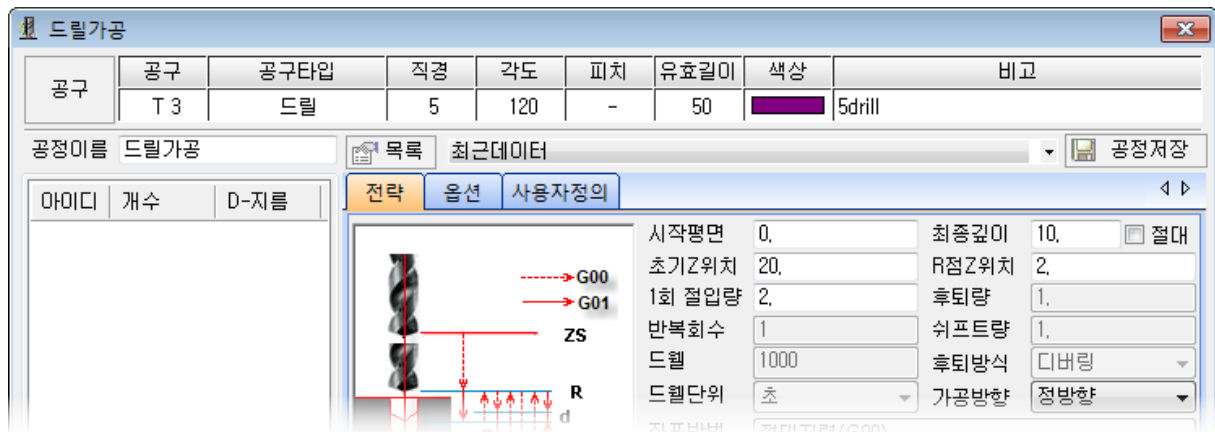 드릴가공
공구 공구 공구타입 직경 각도 피치 유효길이 색상 비고
T 3 드릴 5 120 - 50 5drill
공정이름 드릴가공 목록 최근데이터 공정저장
아이디 개수 D-지름 전략 옵션 사용자정의
시작평면 0, 최종깊이 10, 절대
초기Z위치 20, R점Z위치 2,
1회 절입량 2, 후퇴량 1,
반복회수 1 쉬프트량 1,
드웰 1000 후퇴방식 디버링
드웰단위 초 가공방향 정방향
G00
G01
ZS
R
d